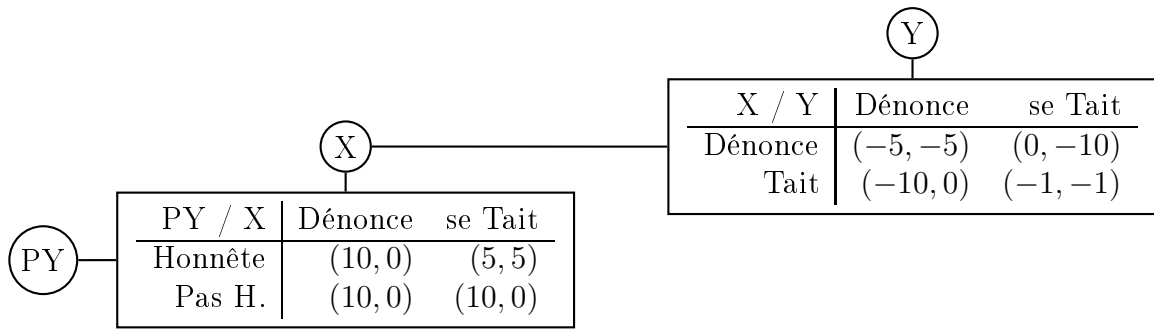 Y
X / Y Dénonce se Tait
Dénonce (−5, −5) (0, −10)
Tait (−10, 0) (−1, −1)
X
PY / X Dénonce se Tait
Honnête (10, 0) (5, 5)
Pas H. (10, 0) (10, 0)
PY